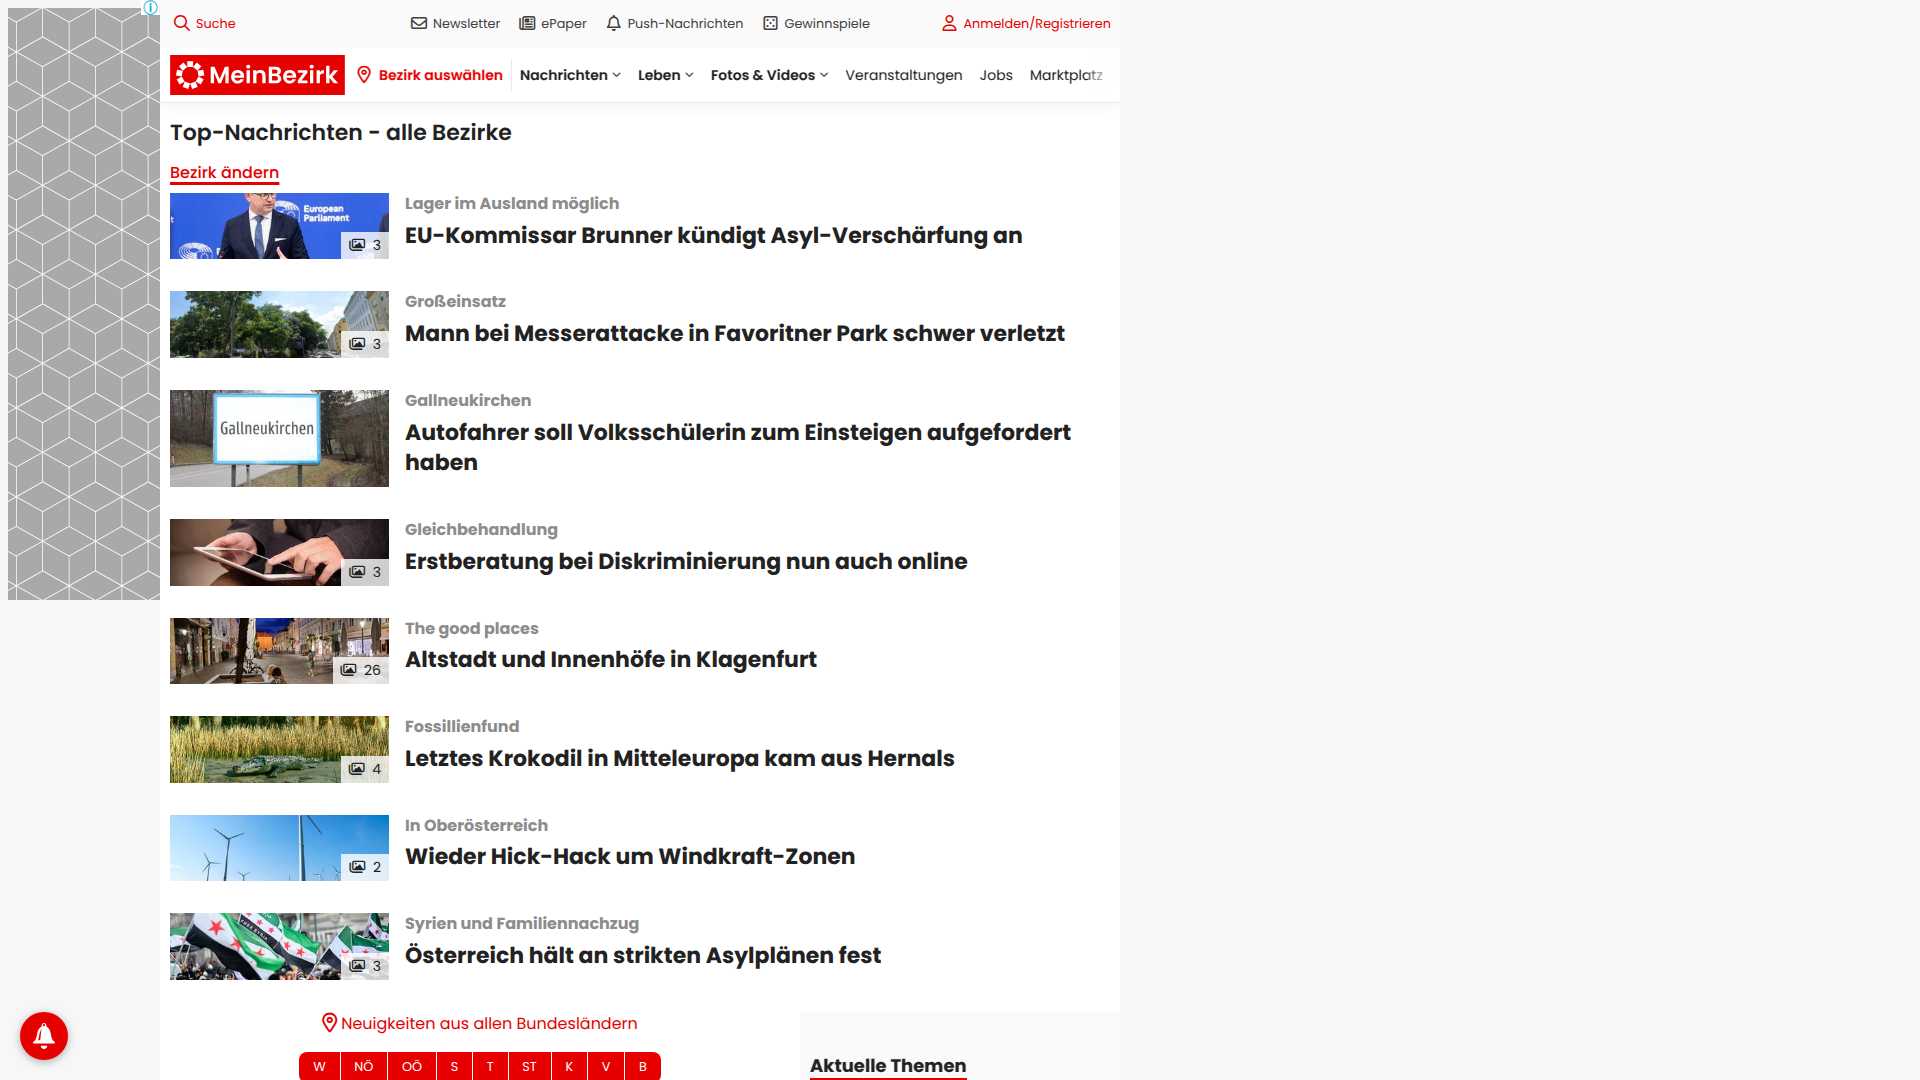 Suche
Newsletter
ePaper
Push-Nachrichten
Gewinnspiele
Anmelden/Registrieren
MeinBezirk
Bezirk auswählen
Nachrichten
Leben
Fotos & Videos
Veranstaltungen
Jobs
Marktplatz
Top-Nachrichten - alle Bezirke
Bezirk ändern
European
Parliament
3
Lager im Ausland möglich
EU-Kommissar Brunner kündigt Asyl-Verschärfung an
3
Großeinsatz
Mann bei Messerattacke in Favoritner Park schwer verletzt
Gallneukirchen
Gallneukirchen
Autofahrer soll Volksschülerin zum Einsteigen aufgefordert
haben
3
Gleichbehandlung
Erstberatung bei Diskriminierung nun auch online
26
The good places
Altstadt und Innenhöfe in Klagenfurt
4
Fossillienfund
Letztes Krokodil in Mitteleuropa kam aus Hernals
2
In Oberösterreich
Wieder Hick-Hack um Windkraft-Zonen
3
Syrien und Familiennachzug
Österreich hält an strikten Asylplänen fest
Neuigkeiten aus allen Bundesländern
W NÖ OÖ S T ST K V B
Aktuelle Themen